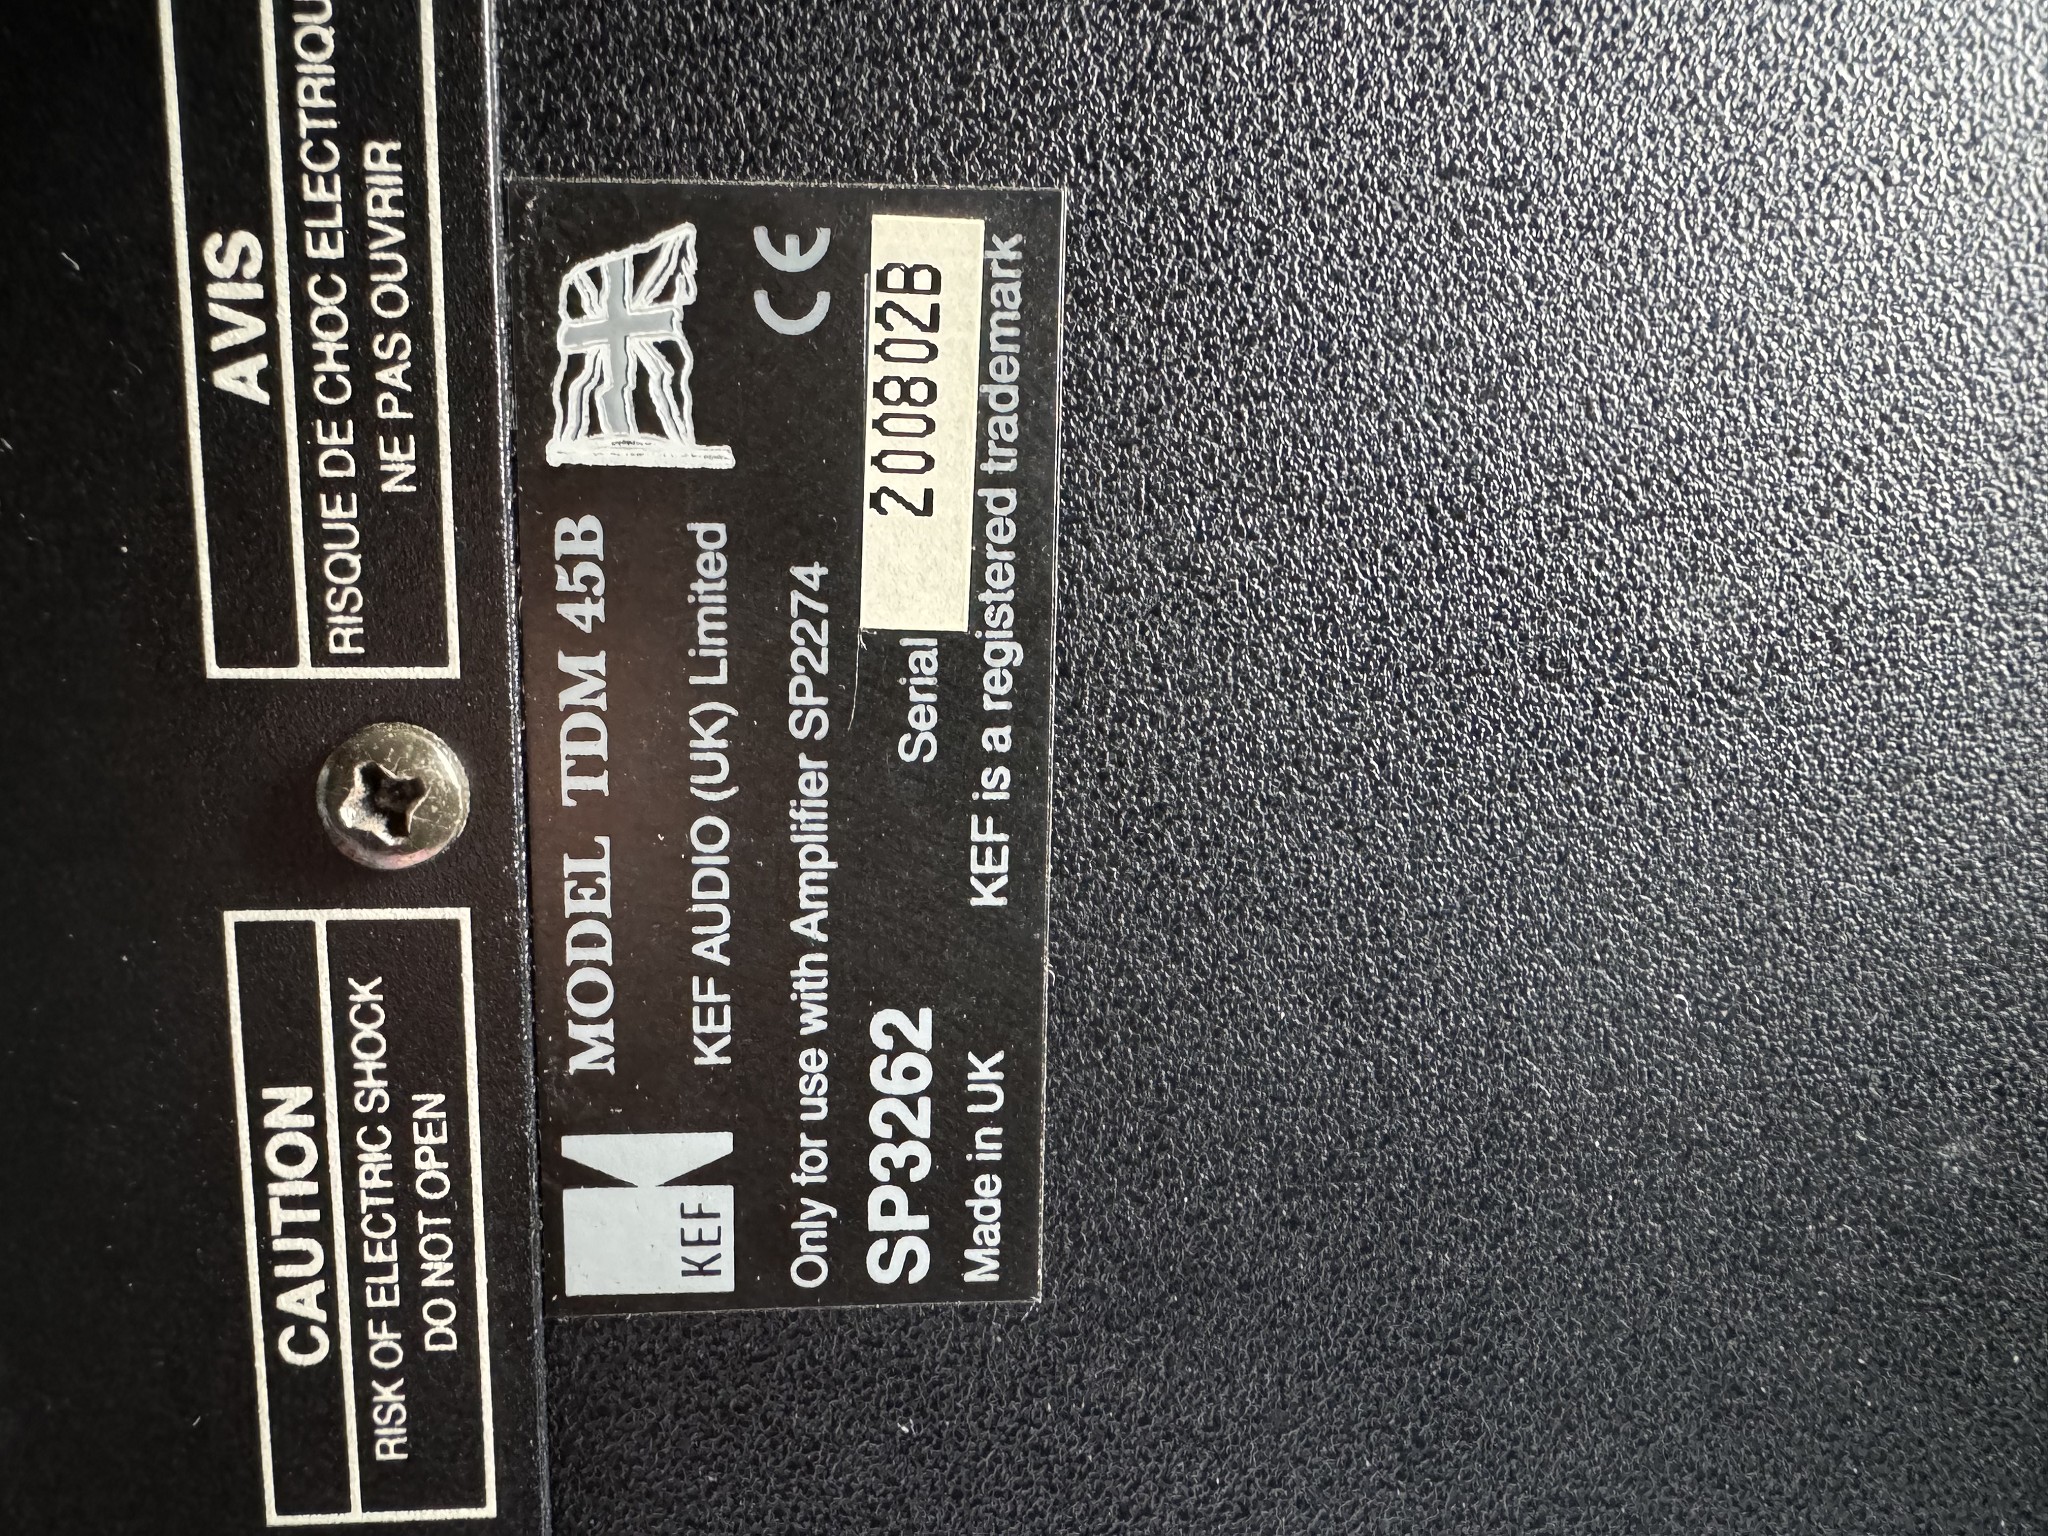 CAUTION
RISK OF ELECTRIC SHOCK
DO NOT OPEN
AVIS
RISQUE DE CHOC ELECTRIQU
NE PAS OUVRIR
KEF
MODEL TDM 45B
KEF AUDIO (UK) Limited
Only for use with Amplifier SP2274
CE
SP3262
Serial 200802B
Made in UK
KEF is a registered trademark